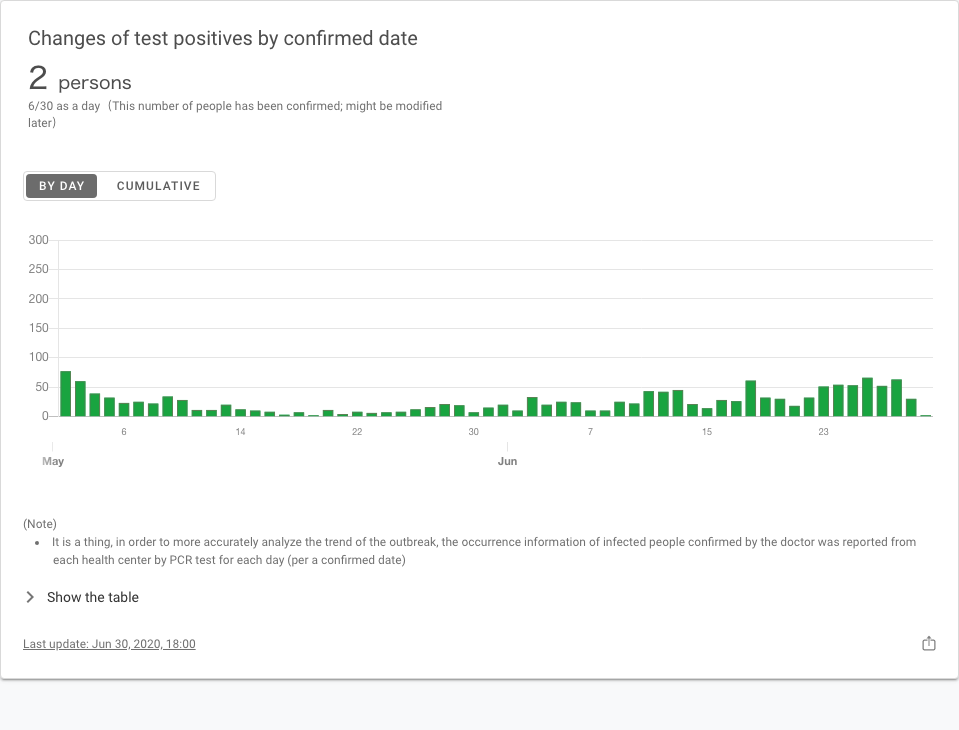 Changes of test positives by confirmed date
2 persons
6/30 as a day（This number of people has been confirmed; might be modified
later）
BY DAY CUMULATIVE
300
250
200
150
100
50
0
6 14 22 30 7 15 23
May Jun
(Note)
• It is a thing, in order to more accurately analyze the trend of the outbreak, the occurrence information of infected people confirmed by the doctor was reported from
each health center by PCR test for each day (per a confirmed date)
Show the table
Last update: Jun 30, 2020, 18:00